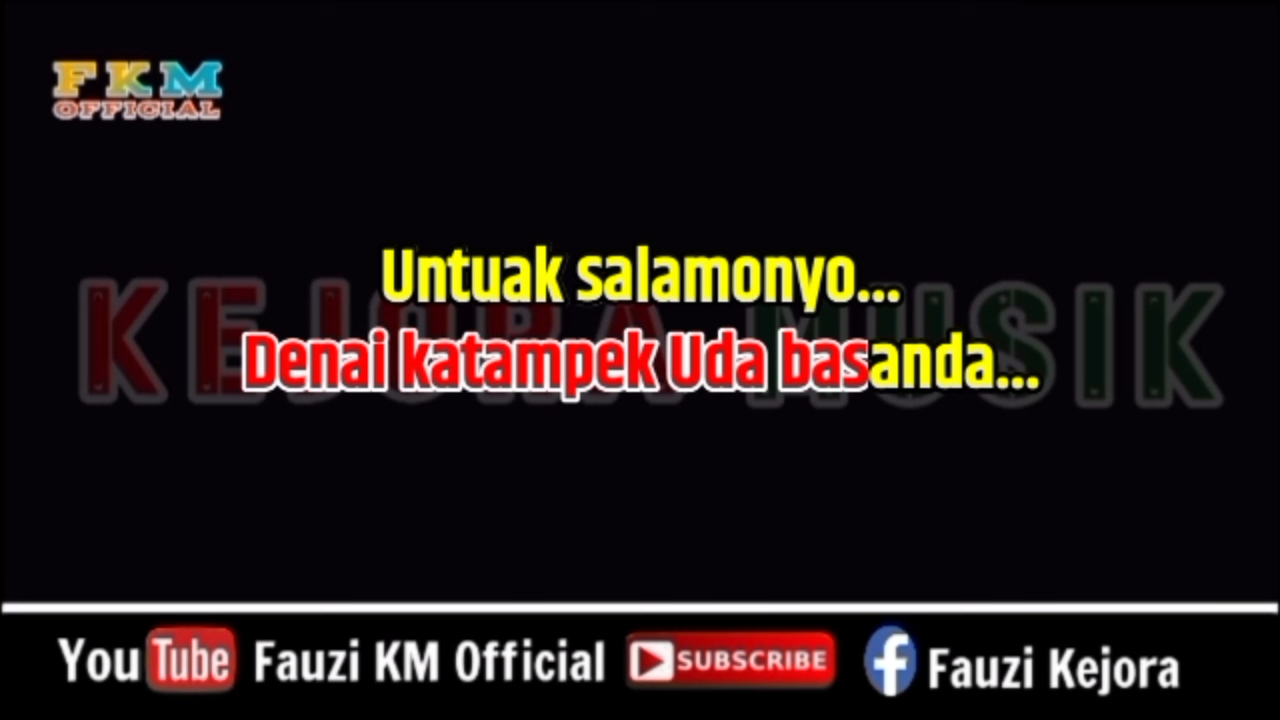 FKM
OFFICIAL
KEJORA MUSIK
Untuak salamonyo...
Denai katampek Uda basanda...
YouTube Fauzi KM Official SUBSCRIBE f Fauzi Kejora